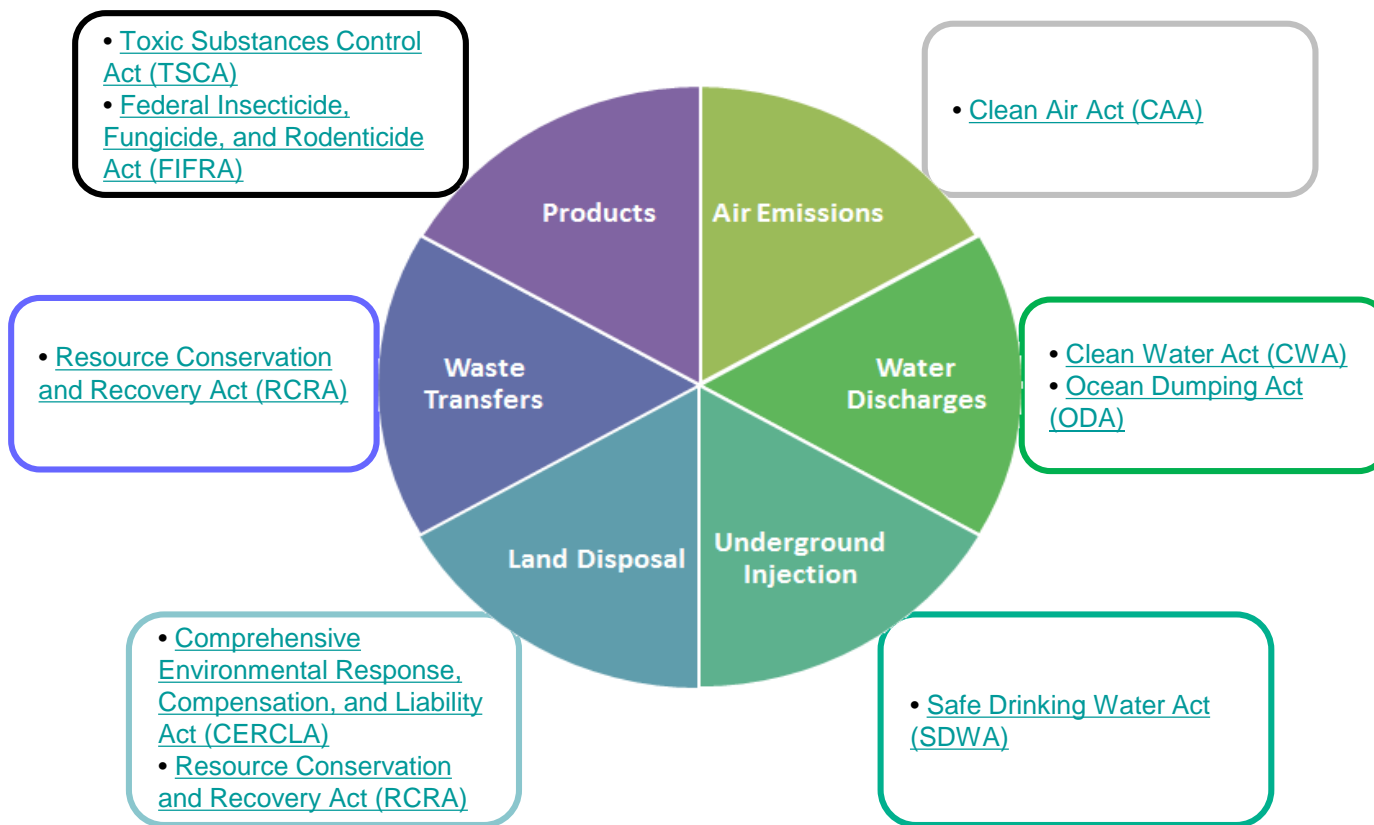 • Toxic Substances Control
Act (TSCA)
• Federal Insecticide,
Fungicide, and Rodenticide
Act (FIFRA)
• Clean Air Act (CAA)
Products
Air Emissions
• Resource Conservation
and Recovery Act (RCRA)
Waste
Transfers
Water
Discharges
• Clean Water Act (CWA)
• Ocean Dumping Act
(ODA)
Land Disposal
Underground
Injection
• Comprehensive
Environmental Response,
Compensation, and Liability
Act (CERCLA)
• Resource Conservation
and Recovery Act (RCRA)
• Safe Drinking Water Act
(SDWA)